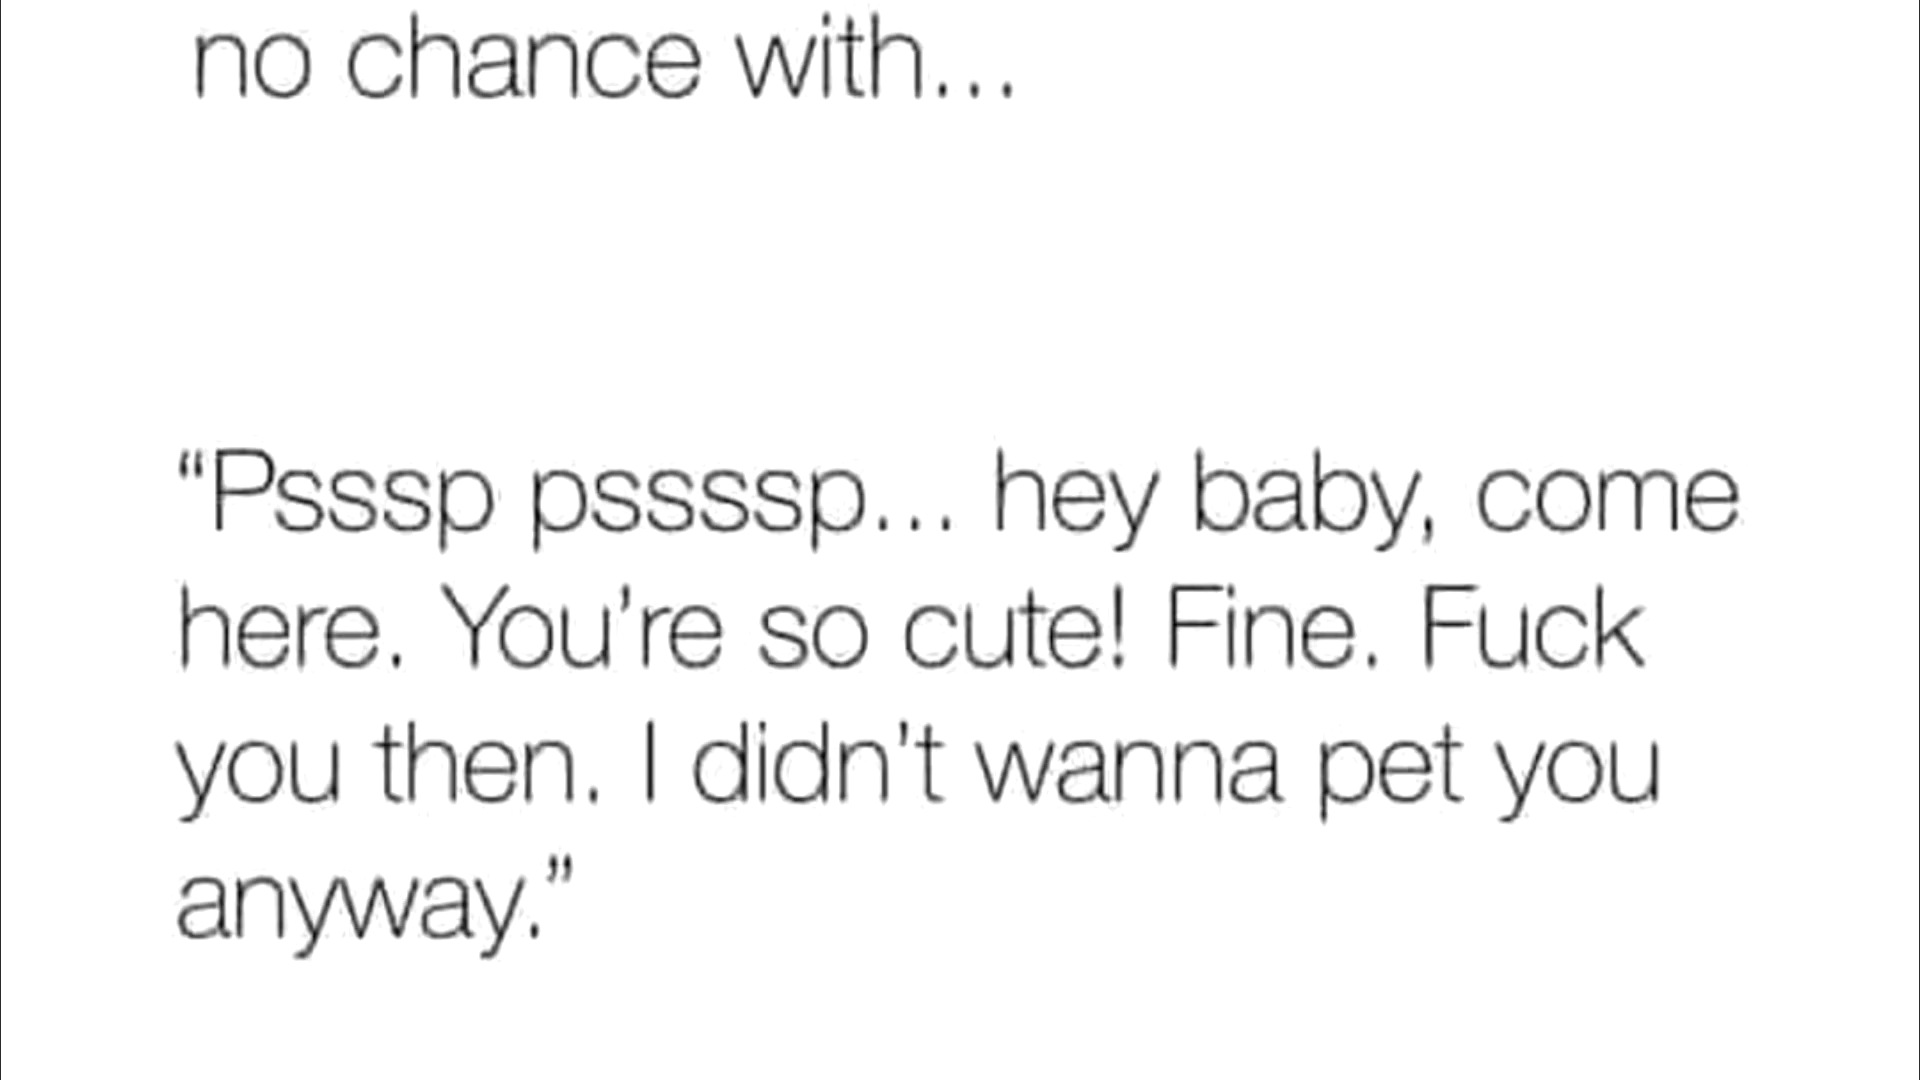 no chance with...
“Psssp psssssp... hey baby, come
here. You’re so cute! Fine. Fuck
you then. I didn't wanna pet you
anyway.”